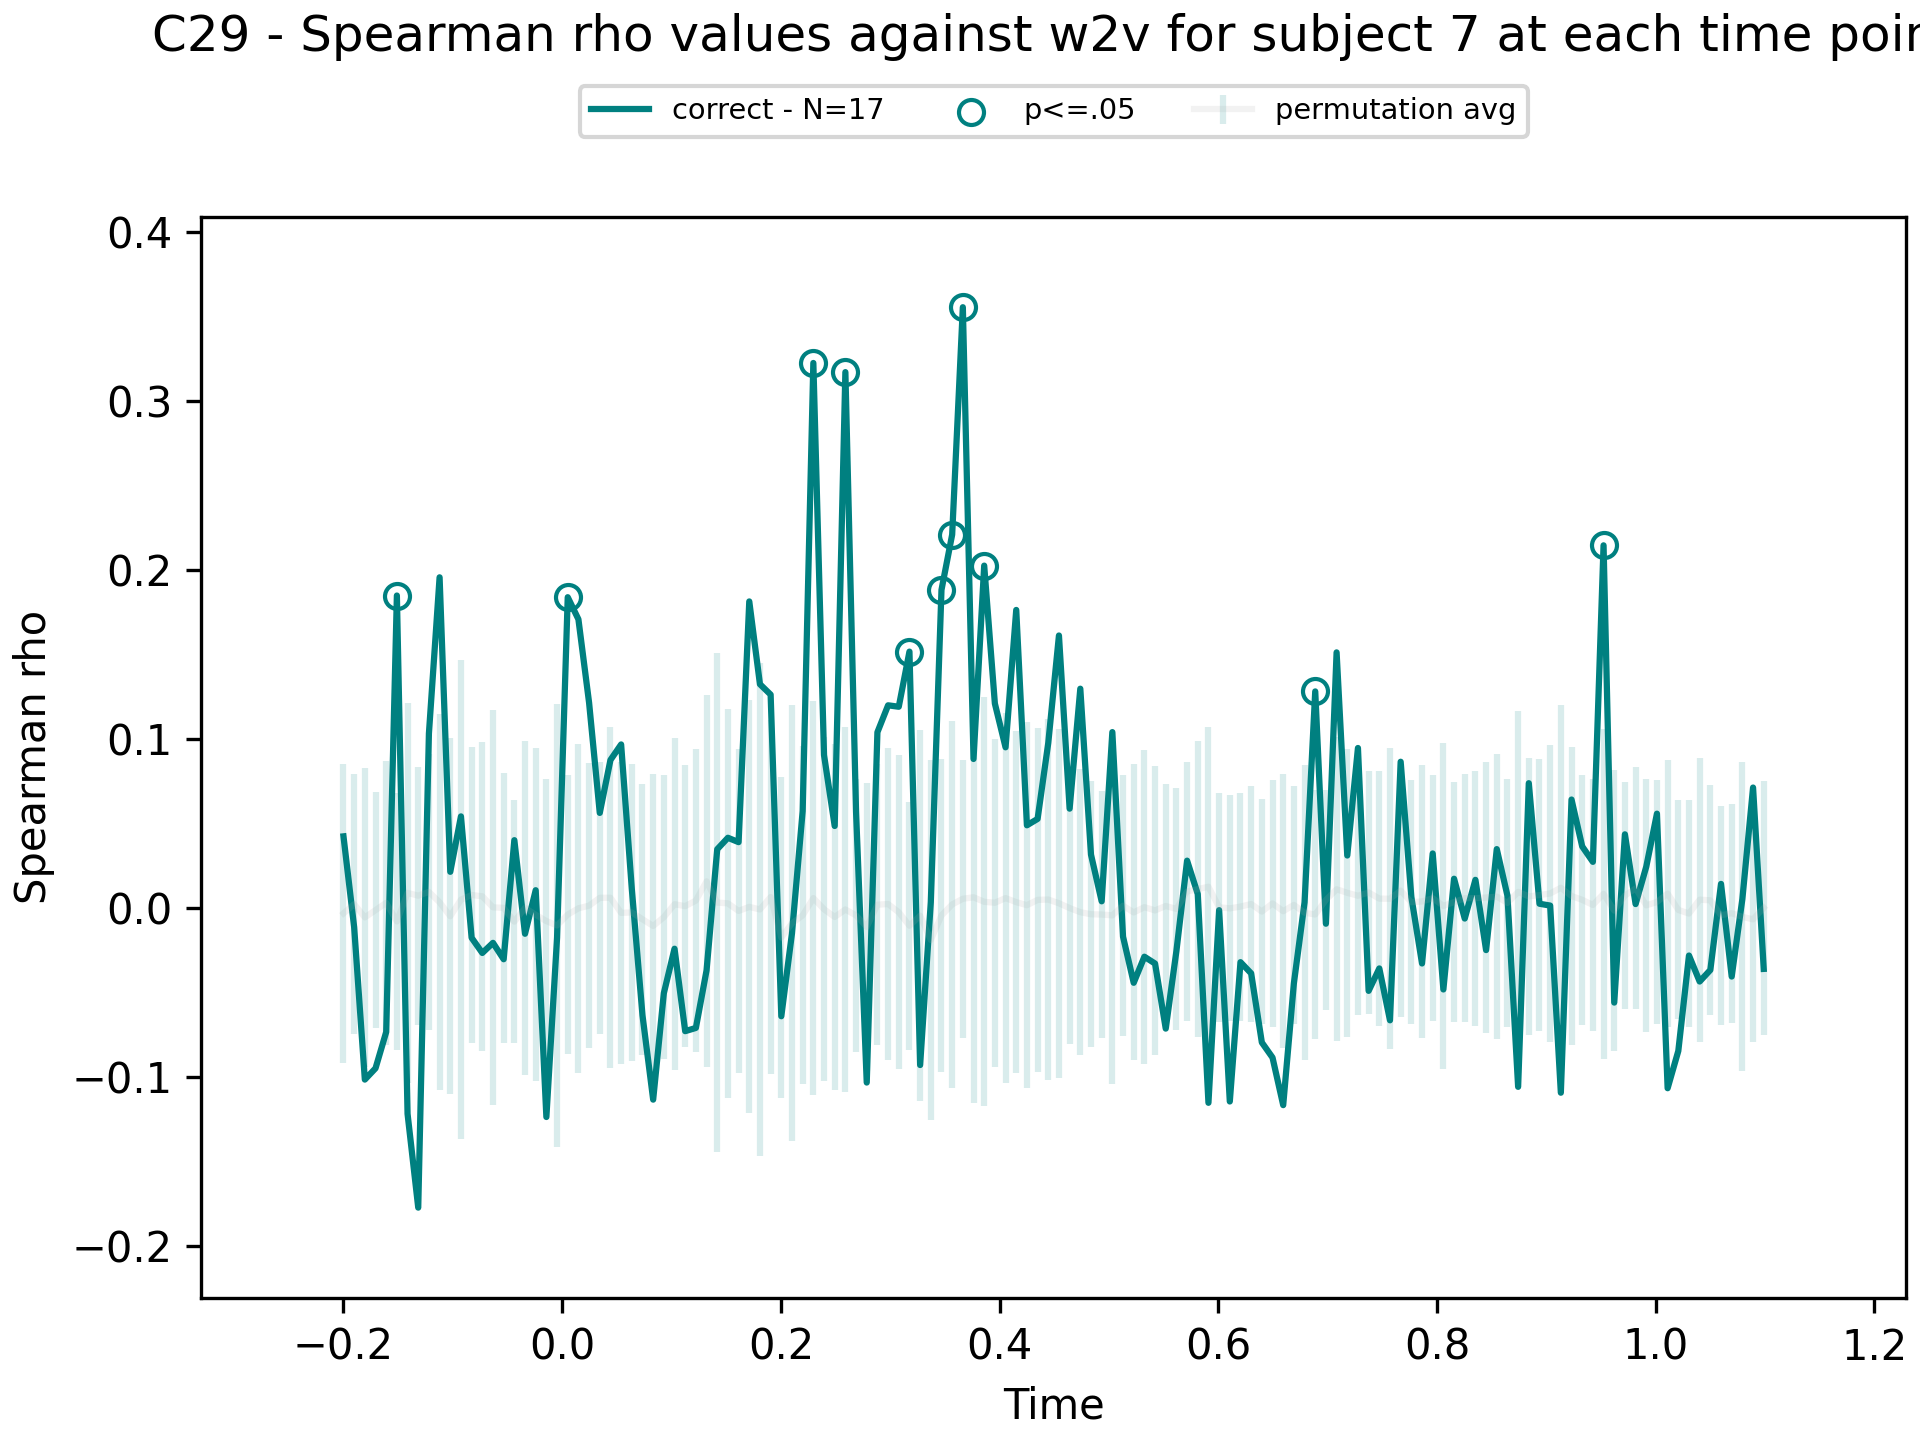 C29 - Spearman rho values against w2v for subject 7 at each time poin
correct - N=17 p<=.05 permutation avg
0.4
0.3
0.2
0.1
0.0
−0.1
−0.2
Spearman rho
−0.2 0.0 0.2 0.4 0.6 0.8 1.0 1.2
Time